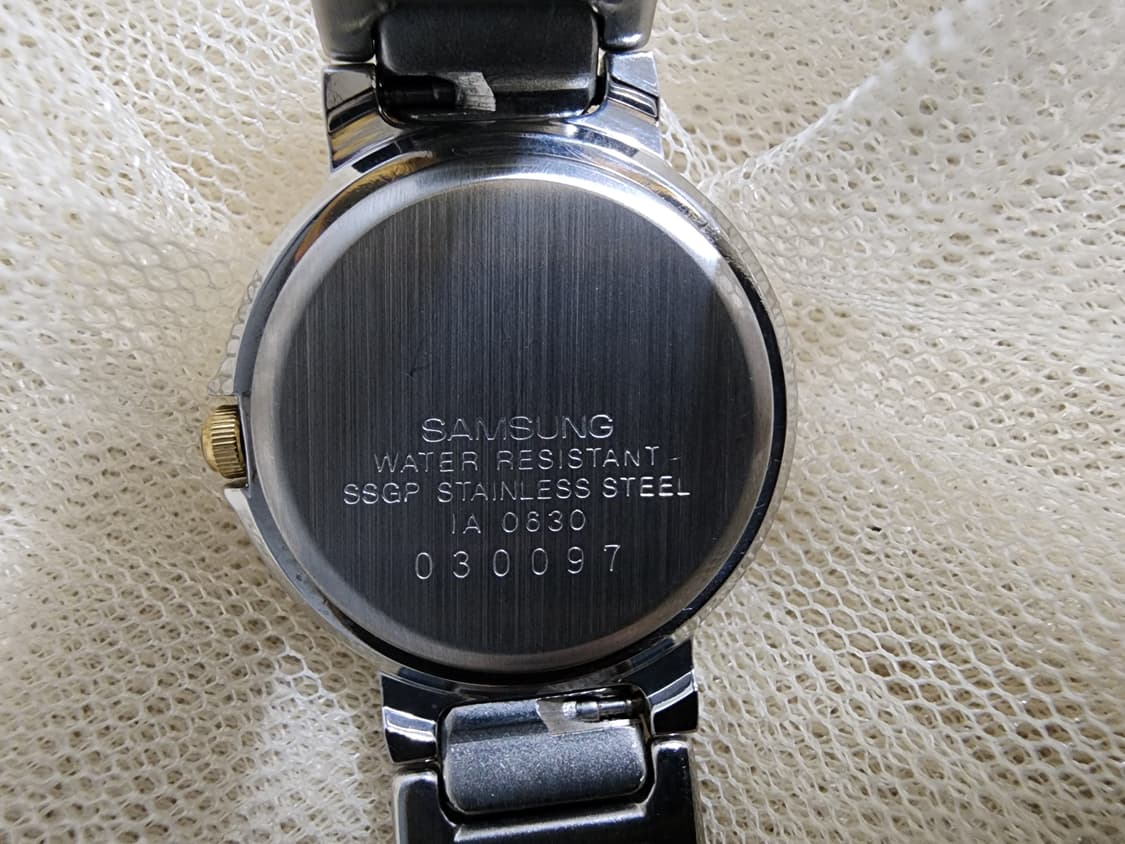 SAMSUNG
WATER RESISTANT
SSGP STAINLESS STEEL
IA 0630
030097